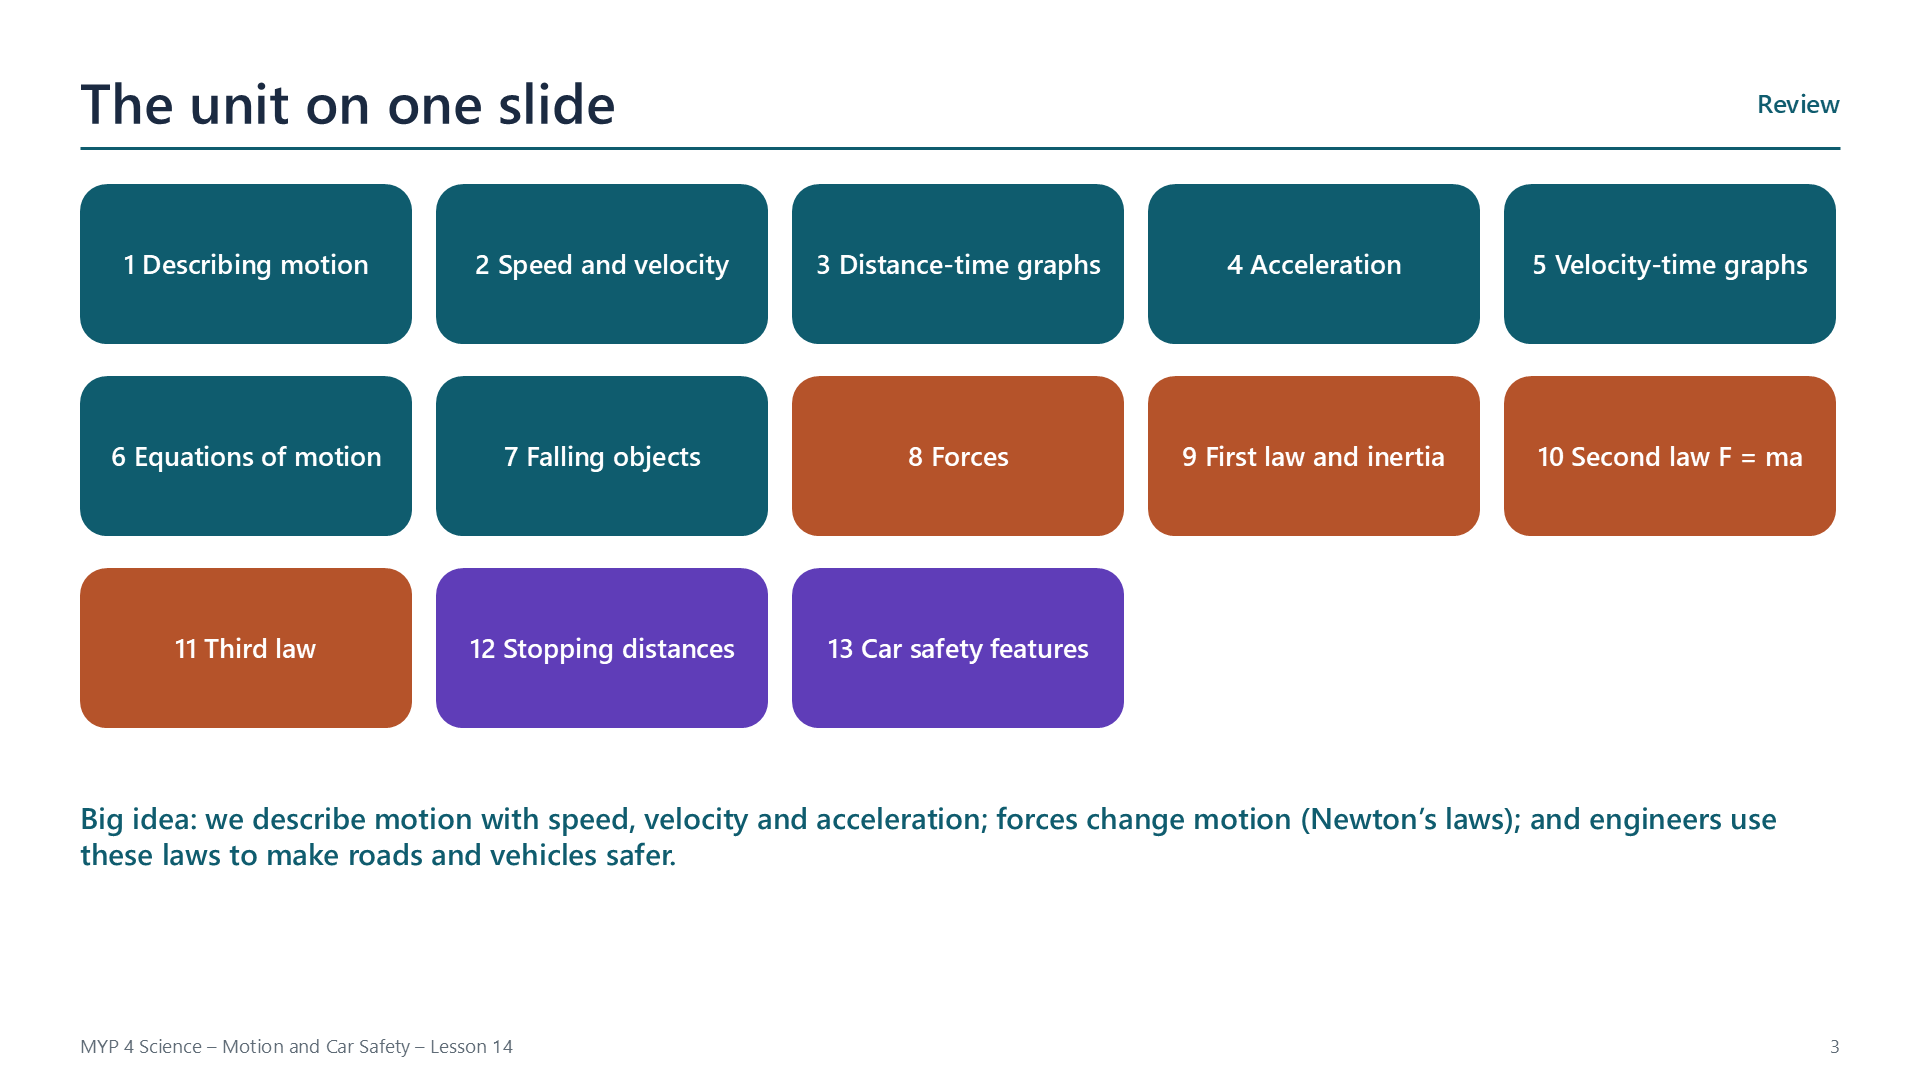 The unit on one slide
Review
1 Describing motion
2 Speed and velocity
3 Distance-time graphs
4 Acceleration
5 Velocity-time graphs
6 Equations of motion
7 Falling objects
8 Forces
9 First law and inertia
10 Second law F = ma
11 Third law
12 Stopping distances
13 Car safety features
Big idea: we describe motion with speed, velocity and acceleration; forces change motion (Newton’s laws); and engineers use
these laws to make roads and vehicles safer.
MYP 4 Science – Motion and Car Safety – Lesson 14
3